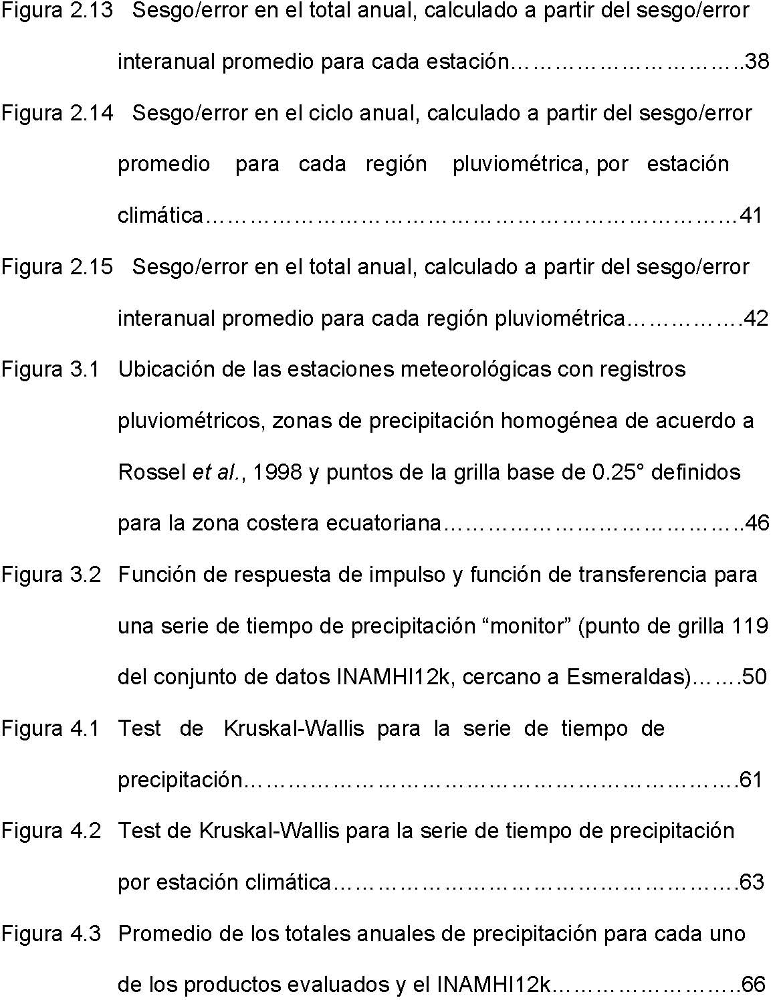 Figura 2.13 Sesgo/error en el total anual, calculado a partir del sesgo/error
interanual promedio para cada estación…………………………..38
Figura 2.14 Sesgo/error en el ciclo anual, calculado a partir del sesgo/error
promedio para cada región pluviométrica, por estación
climática………………………………………………………………41
Figura 2.15 Sesgo/error en el total anual, calculado a partir del sesgo/error
interanual promedio para cada región pluviométrica…………….42
Figura 3.1 Ubicación de las estaciones meteorológicas con registros
pluviométricos, zonas de precipitación homogénea de acuerdo a
Rossel et al., 1998 y puntos de la grilla base de 0.25° definidos
para la zona costera ecuatoriana…………………………………..46
Figura 3.2 Función de respuesta de impulso y función de transferencia para
una serie de tiempo de precipitación “monitor” (punto de grilla 119
del conjunto de datos INAMHI12k, cercano a Esmeraldas)…….50
Figura 4.1 Test de Kruskal-Wallis para la serie de tiempo de
precipitación………………………………………………………….61
Figura 4.2 Test de Kruskal-Wallis para la serie de tiempo de precipitación
por estación climática……………………………………………….63
Figura 4.3 Promedio de los totales anuales de precipitación para cada uno
de los productos evaluados y el INAMHI12k……………………..66